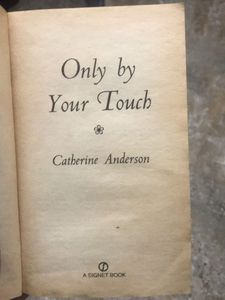 Only by
Your Touch
Catherine Anderson
A SIGNET BOOK